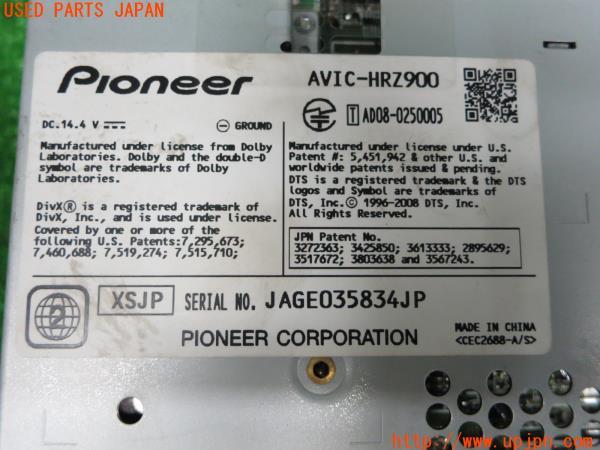 USED PARTS JAPAN
Pioneer
AVIC-HRZ900
T AD08-0250005
DC.14.4 V
GROUND
Manufactured under license from Dolby
Laboratories. Dolby and the double-D
symbol are trademarks of Dolby
Laboratories.
DivX® is a registered trademark of
DivX, Inc., and is used under license.
Covered by one or more of the
following U.S. Patents:7,295,673;
7,460,688; 7,519,274; 7,515,710;
Manufactured under license under U.S.
Patent #: 5,451,942 & other U.S. and
worldwide patents issued & pending.
DTS is a registered trademark & the DTS
logos and Symbol are trademarks of
DTS, Inc.© 1996-2008 DTS, Inc.
All Rights Reserved.
JPN Patent No.
3272363; 3425850; 3613333; 2895629;
3517672; 3803638 and 3567243.
2
XSJP SERIAL NO. JAGE035834JP
PIONEER CORPORATION
MADE IN CHINA
<CEC2688-A/S>
http://www.upjpn.com/